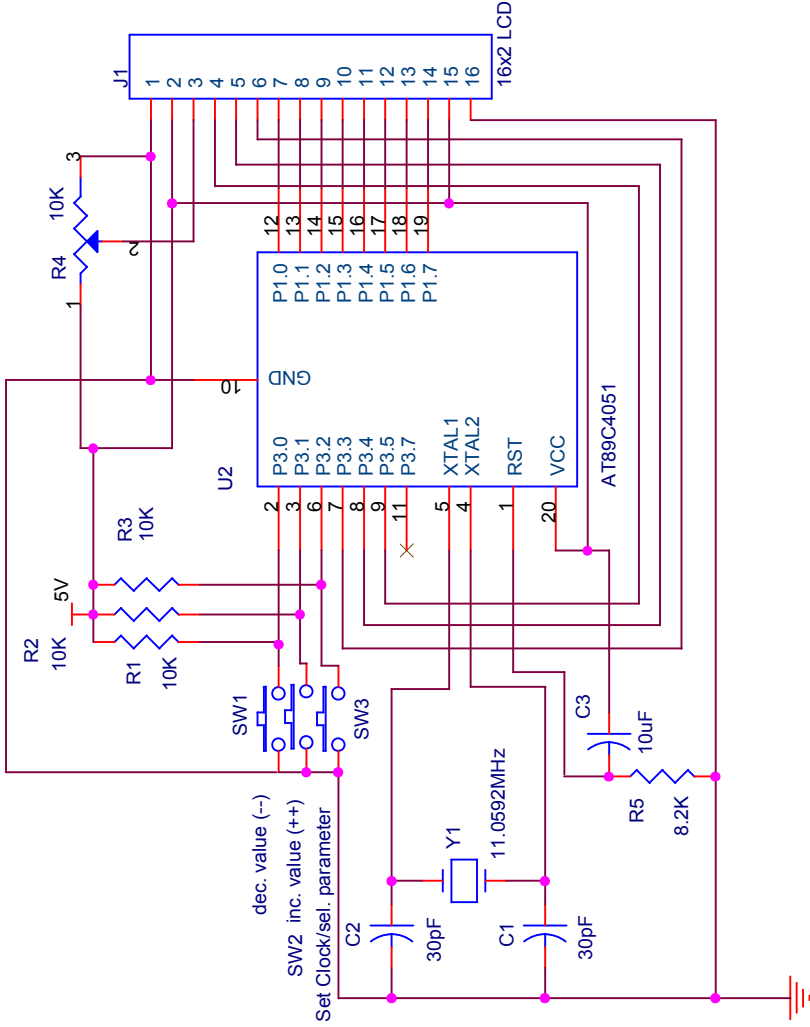 J1
1
2
3
4
5
6
7
8
9
10
11
12
13
14
15
16
16x2 LCD
R4
10K
1
2
3
12
13
14
15
16
17
18
19
P1.0
P1.1
P1.2
P1.3
P1.4
P1.5
P1.6
P1.7
10
GND
U2
AT89C4051
P3.0
P3.1
P3.2
P3.3
P3.4
P3.5
P3.7
XTAL1
XTAL2
RST
VCC
2
3
6
7
8
9
11
5
4
1
20
5V
R3
10K
R2
10K
R1
10K
SW1
SW3
dec. value (--)
SW2 inc. value (++)
Set Clock/sel. parameter
C3
10uF
R5
8.2K
Y1
11.0592MHz
C2
30pF
C1
30pF